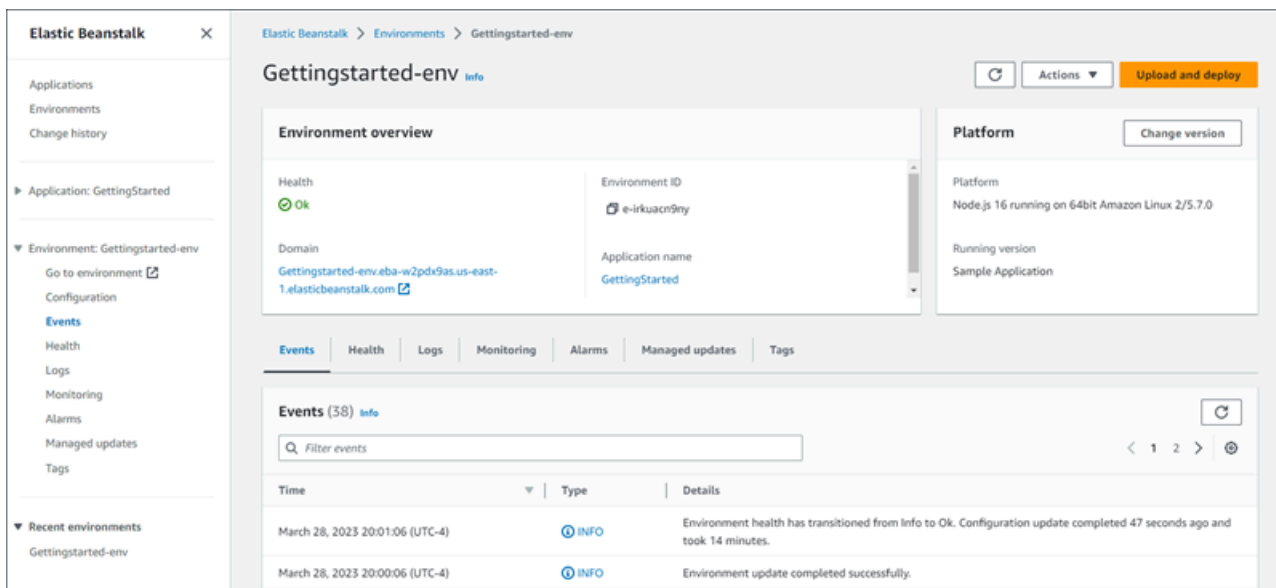 Elastic Beanstalk
Applications
Environments
Change history
Application: GettingStarted
Environment: Gettingstarted-env
Go to environment
Configuration
Events
Health
Logs
Monitoring
Alarms
Managed updates
Tags
Recent environments
Gettingstarted-env
Elastic Beanstalk > Environments > Gettingstarted-env
Gettingstarted-env Info
Actions
Upload and deploy
Environment overview
Health
Ok
Domain
Gettingstarted-env.eba-w2pdx9as.us-east-
1.elasticbeanstalk.com
Environment ID
e-irkuacn9ny
Application name
GettingStarted
Platform
Change version
Platform
Node.js 16 running on 64bit Amazon Linux 2/5.7.0
Running version
Sample Application
Events Health Logs Monitoring Alarms Managed updates Tags
Events (38) Info
Filter events
< 1 2 >
Time Type Details
March 28, 2023 20:01:06 (UTC-4) INFO Environment health has transitioned from Info to Ok. Configuration update completed 47 seconds ago and
took 14 minutes.
March 28, 2023 20:00:06 (UTC-4) INFO Environment update completed successfully.